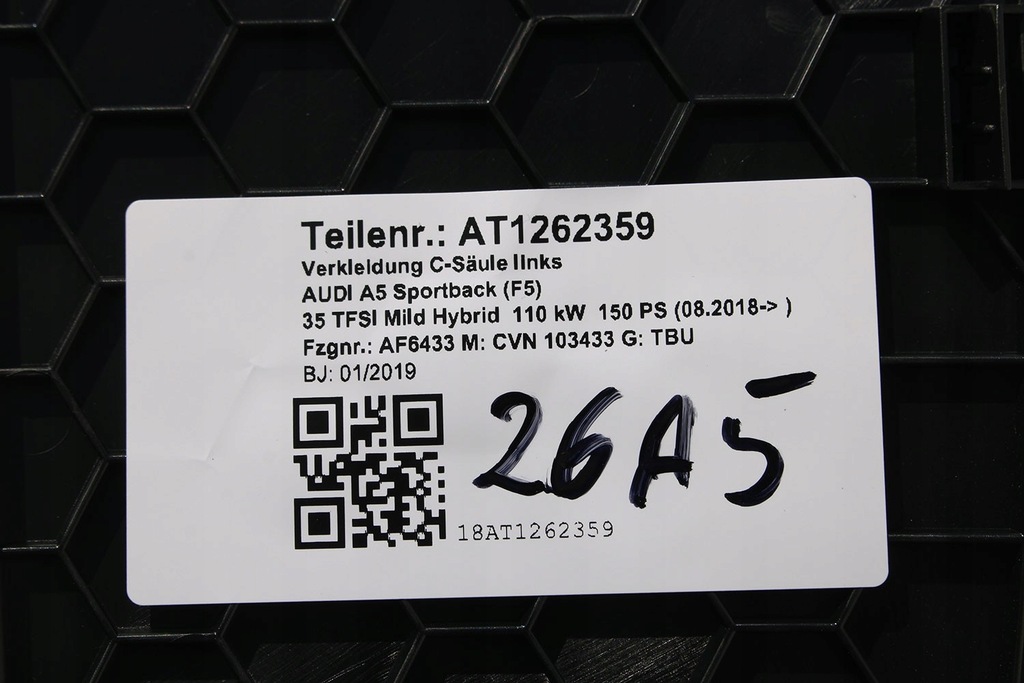 Teilenr.: AT1262359
Verkleidung C-Säule links
AUDI A5 Sportback (F5)
35 TFSI Mild Hybrid 110 kW 150 PS (08.2018-> )
Fzgnr.: AF6433 M: CVN 103433 G: TBU
BJ: 01/2019
26A5
18AT1262359